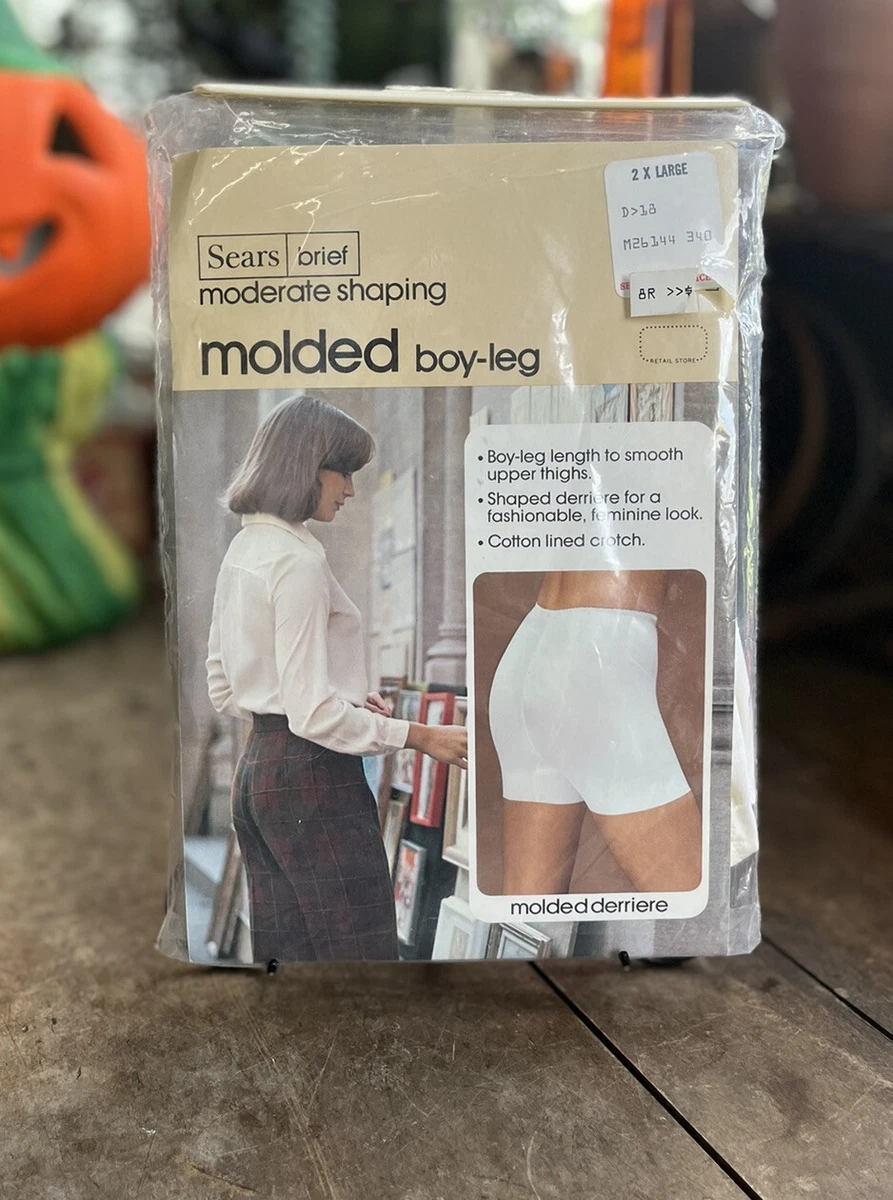 2 X LARGE
D>18
M26144 340
8R >>$
Sears brief
moderate shaping
molded boy-leg
RETAIL STORE
• Boy-leg length to smooth
upper thighs.
• Shaped derriere for a
fashionable, feminine look.
• Cotton lined crotch.
molded derriere